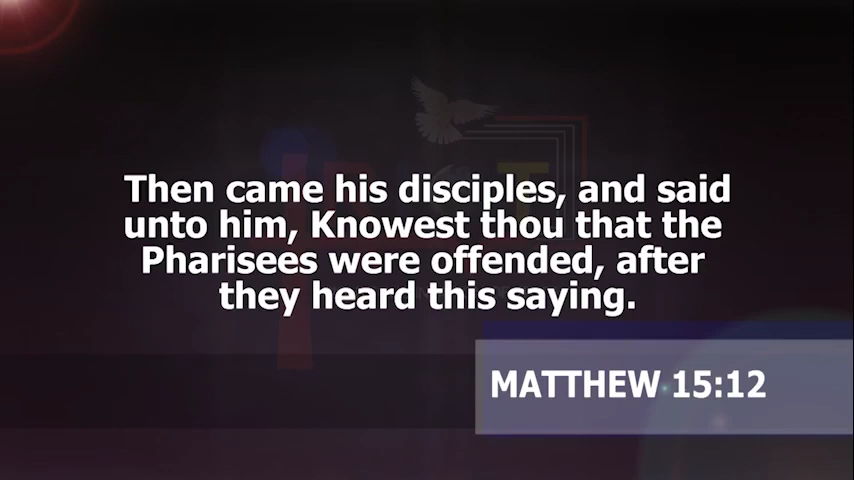 Then came his disciples, and said
unto him, Knowest thou that the
Pharisees were offended, after
they heard this saying.
MATTHEW 15:12